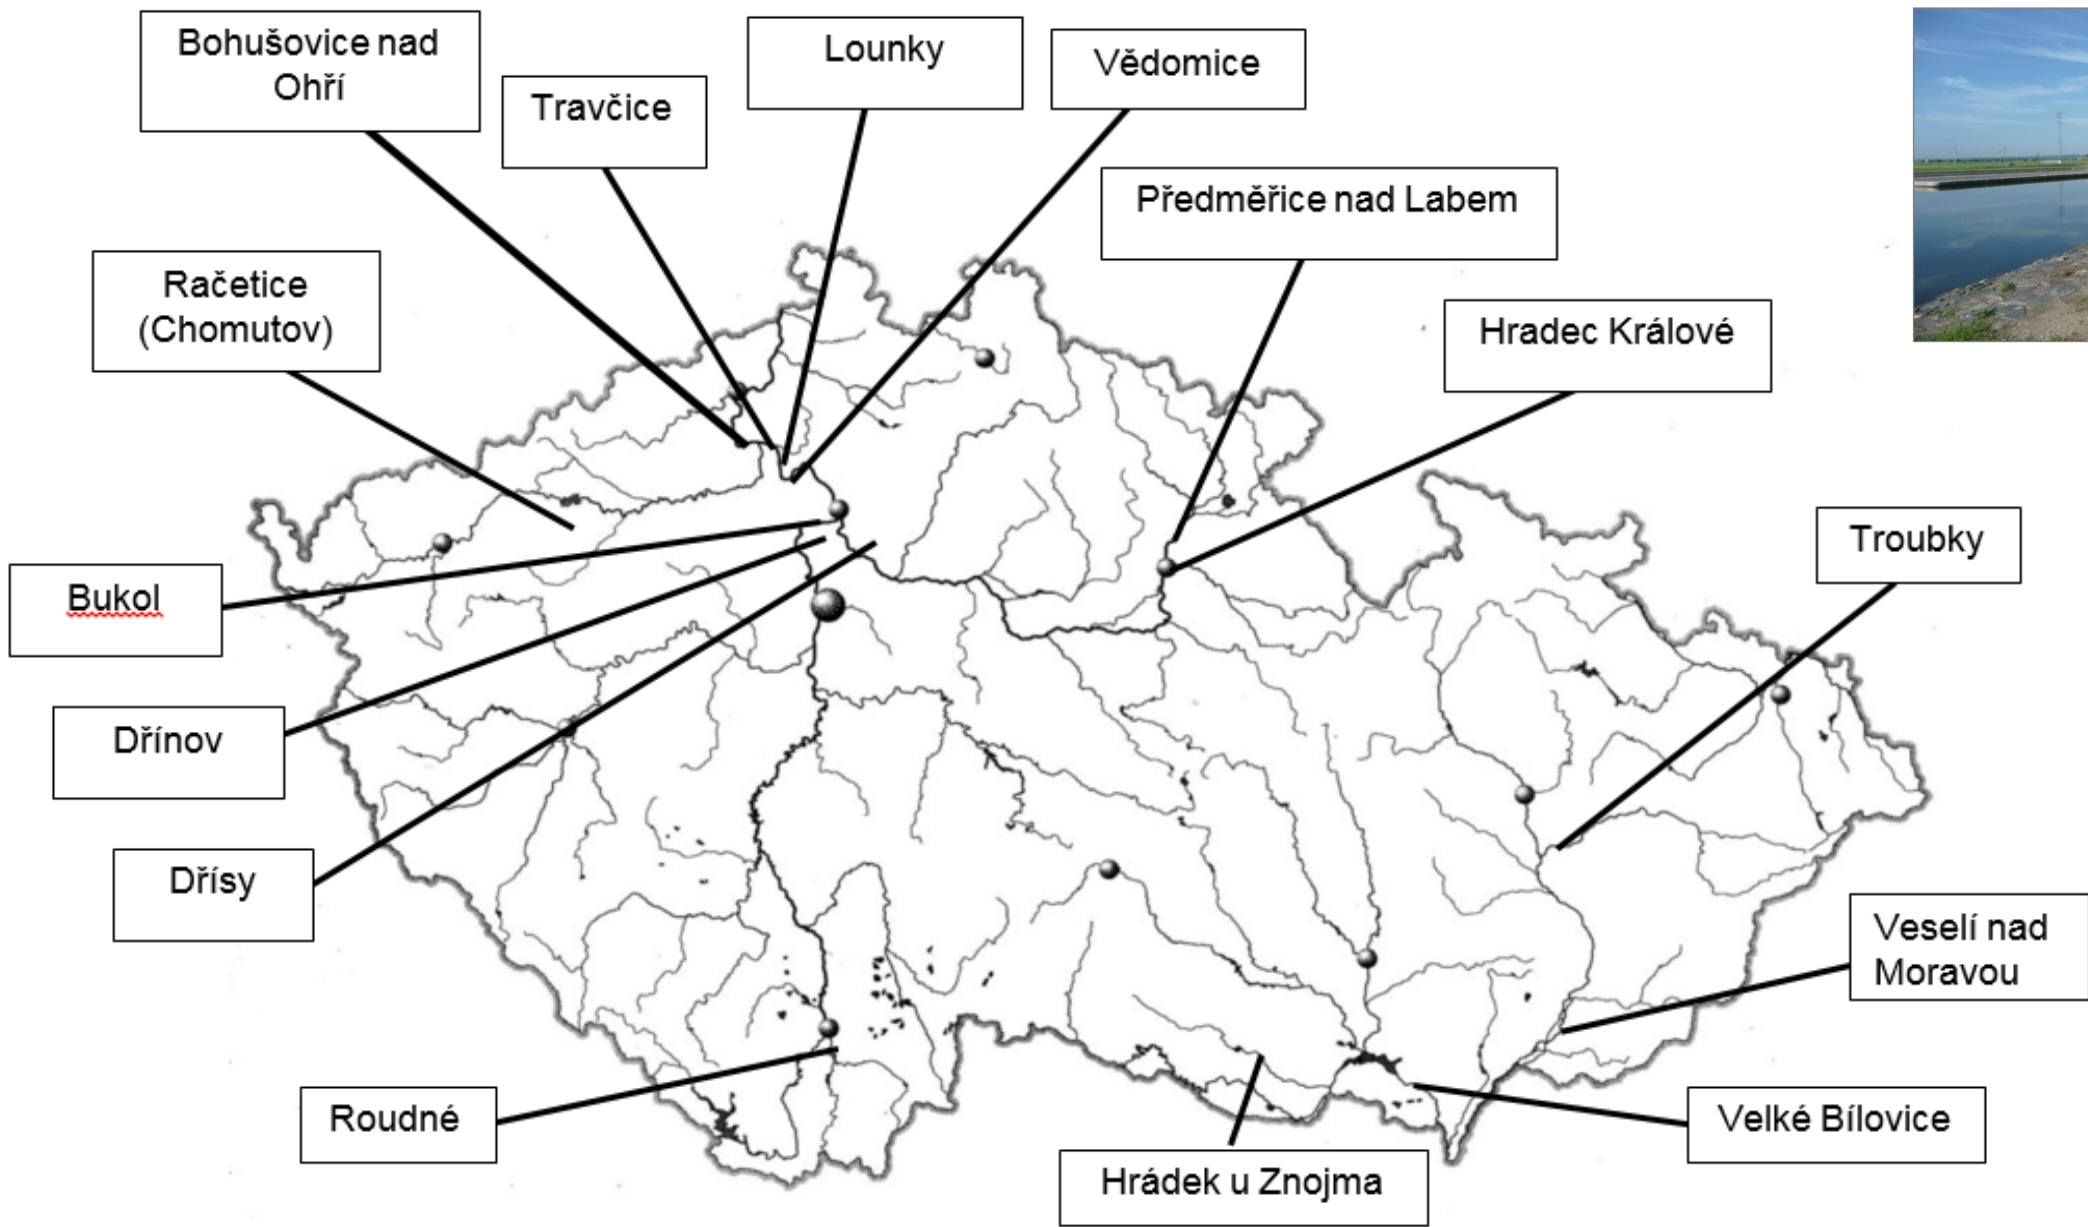 Bohušovice nad
Ohří
Travčice
Lounky
Vědomice
Předměřice nad Labem
Račetice
(Chomutov)
Hradec Králové
Troubky
Bukol
Dřínov
Dřísy
Veselí nad
Moravou
Roudné
Velké Bílovice
Hrádek u Znojma